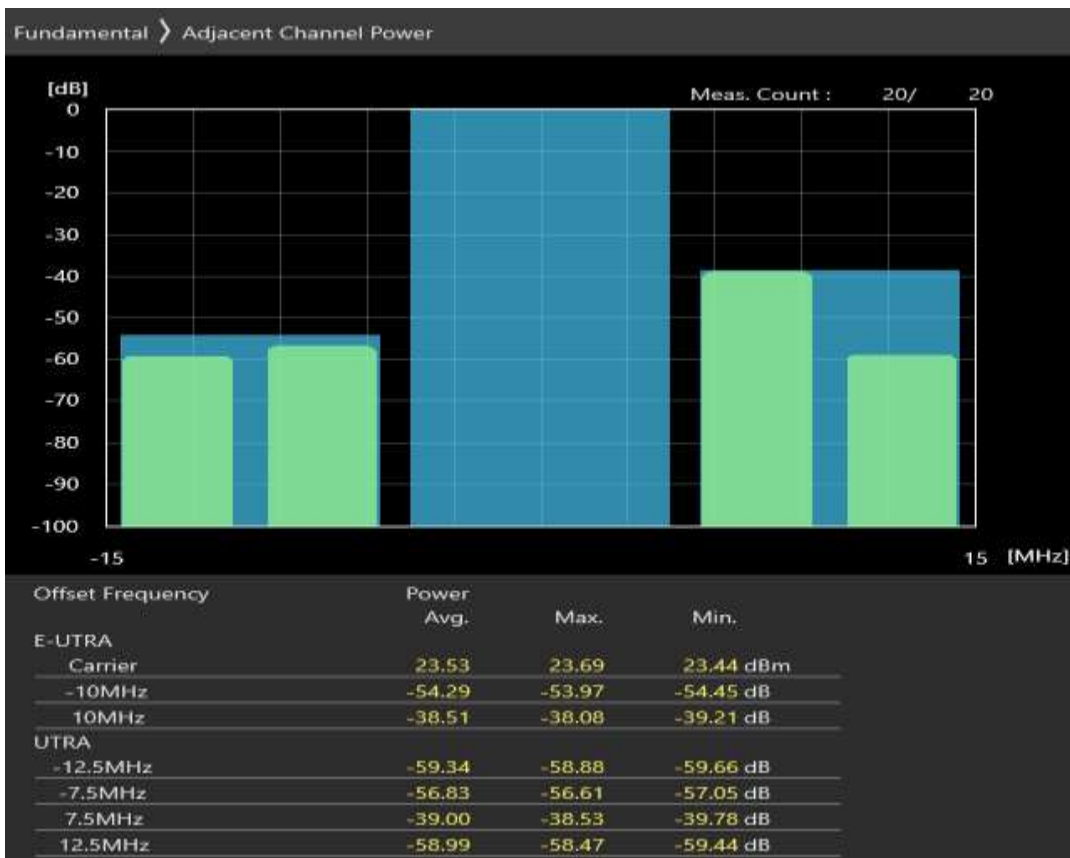 Fundamental ❯ Adjacent Channel Power
[dB]
Meas. Count : 20/ 20
0
-10
-20
-30
-40
-50
-60
-70
-80
-90
-100
-15 15 [MHz]
Offset Frequency Power
Avg. Max. Min.
E-UTRA
Carrier 23.53 23.69 23.44 dBm
-10MHz -54.29 -53.97 -54.45 dB
10MHz -38.51 -38.08 -39.21 dB
UTRA
-12.5MHz -59.34 -58.88 -59.66 dB
-7.5MHz -56.83 -56.61 -57.05 dB
7.5MHz -39.00 -38.53 -39.78 dB
12.5MHz -58.99 -58.47 -59.44 dB